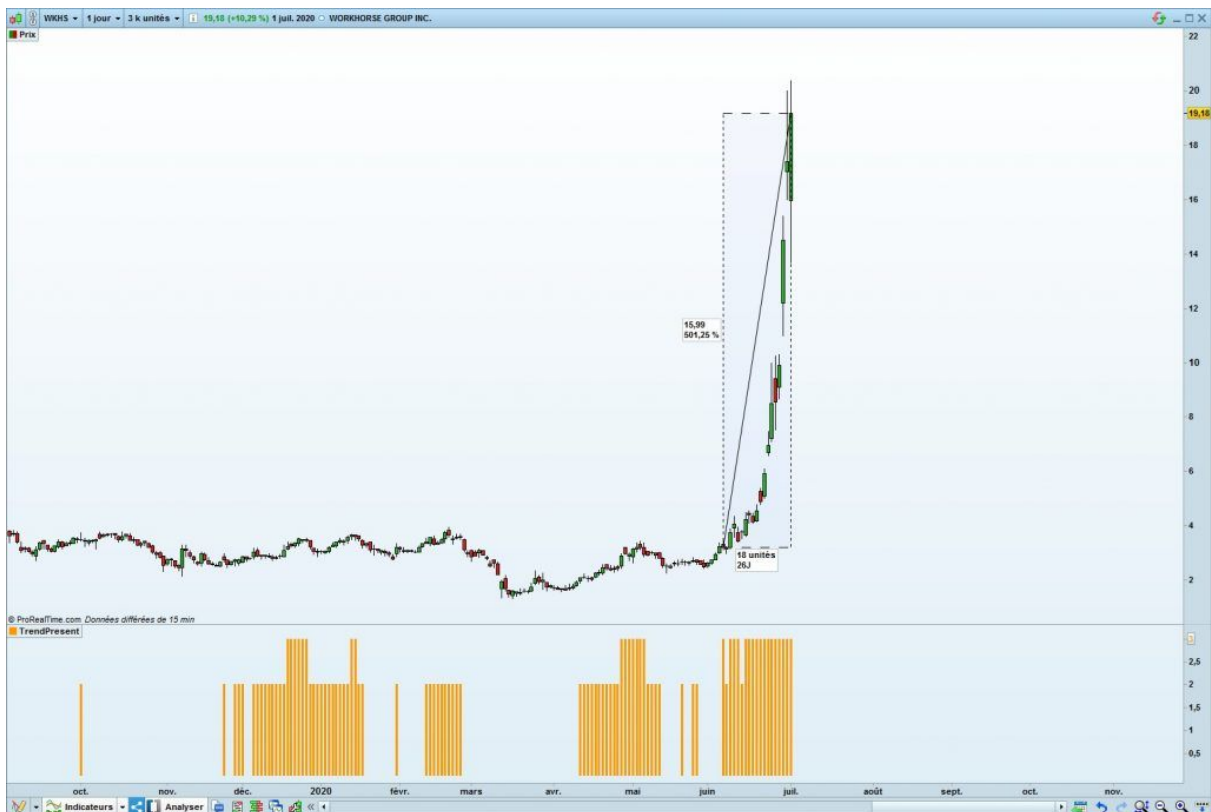 WKHS 1 jour 3 k unités i 19,18 (+10,29 %) 1 juil. 2020 WORKHORSE GROUP INC.
Prix
22
20
19,18
18
16
14
12
15,99
501,25 %
10
8
6
4
18 unités
26J
2
© ProRealTime.com Données différées de 15 min
TrendPresent
3
2,5
2
1,5
1
0,5
oct. nov. déc. 2020 févr. mars avr. mai juin juil. août sept. oct. nov.
Indicateurs Analyser